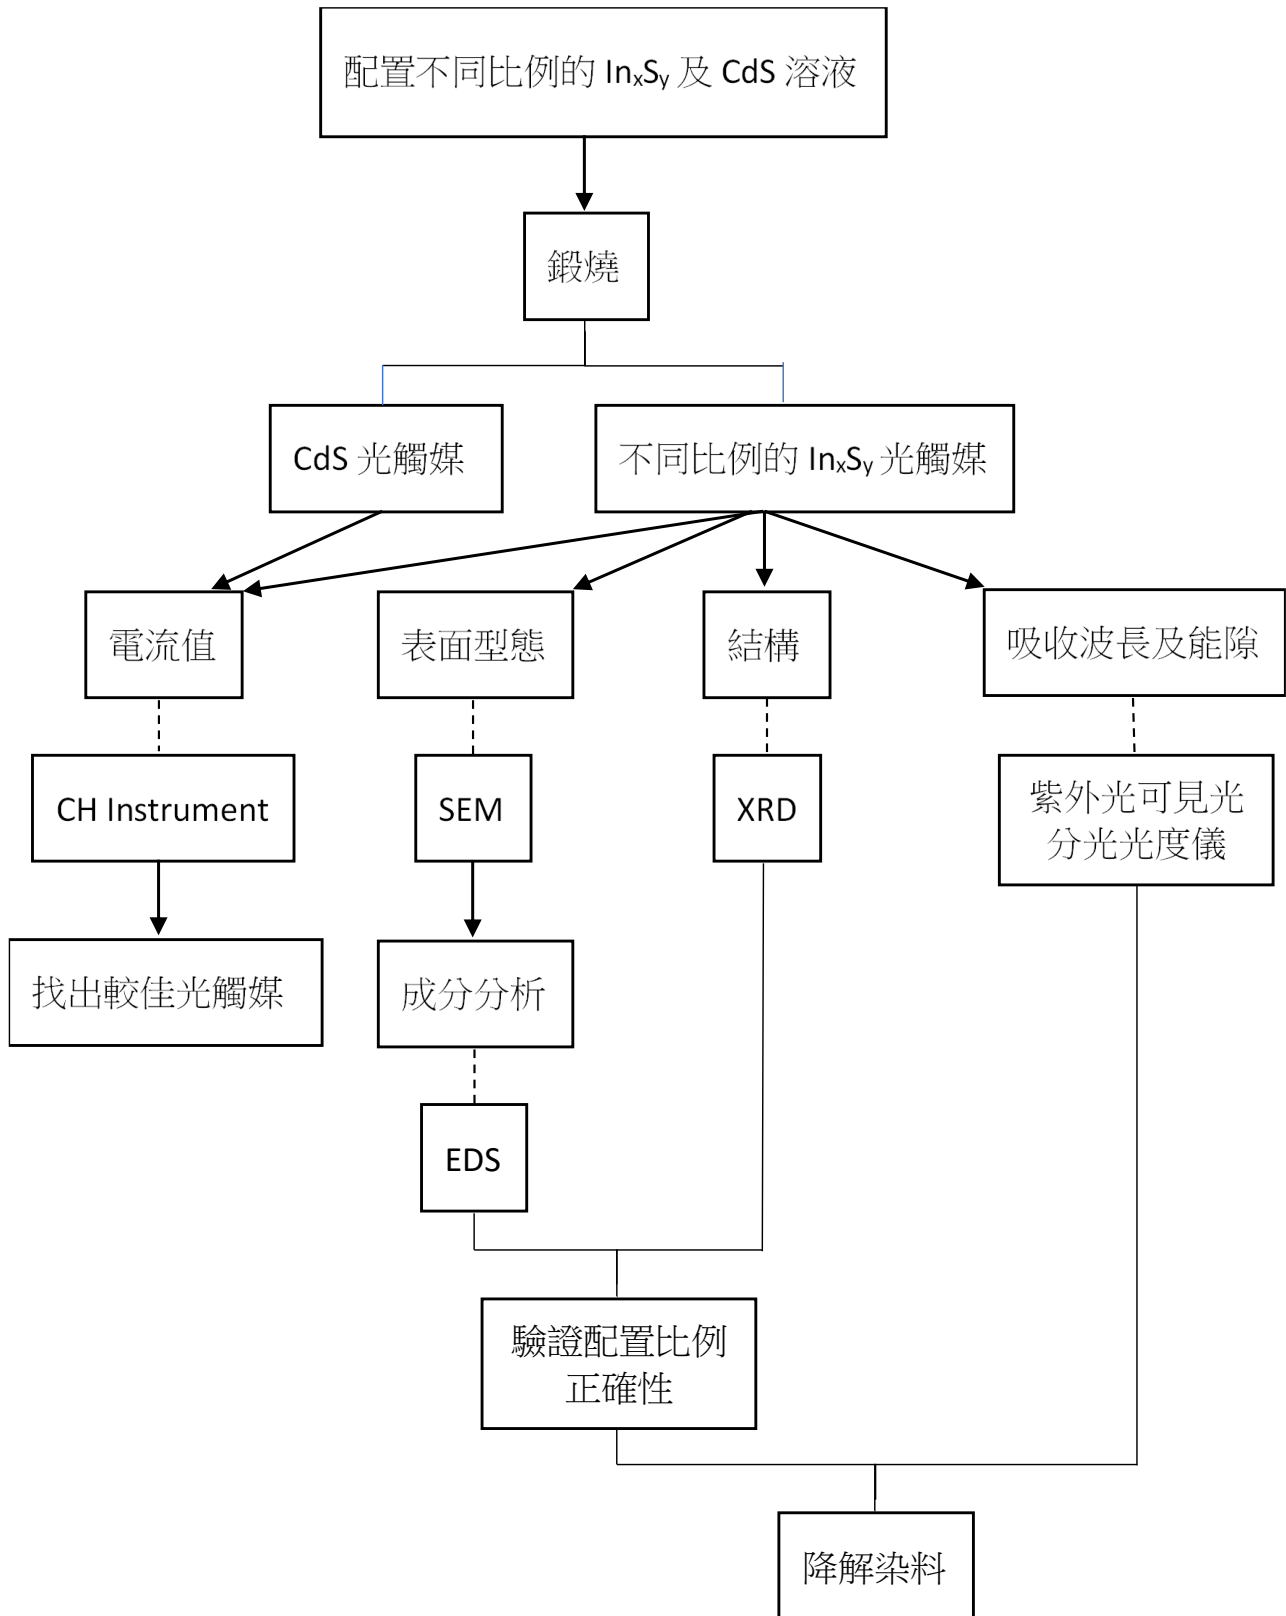 配置不同比例的 InₓSᵧ 及 CdS 溶液
鍛燒
CdS 光觸媒
不同比例的 InₓSᵧ 光觸媒
電流值
表面型態
結構
吸收波長及能隙
CH Instrument
SEM
XRD
紫外光可見光
分光光度儀
找出較佳光觸媒
成分分析
EDS
驗證配置比例
正確性
降解染料